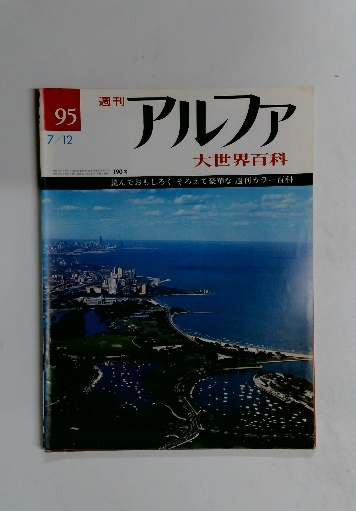 95
7/12
週刊
アルファ
大世界百科
読んでおもしろく そろえて豪華な 週刊カラー百科